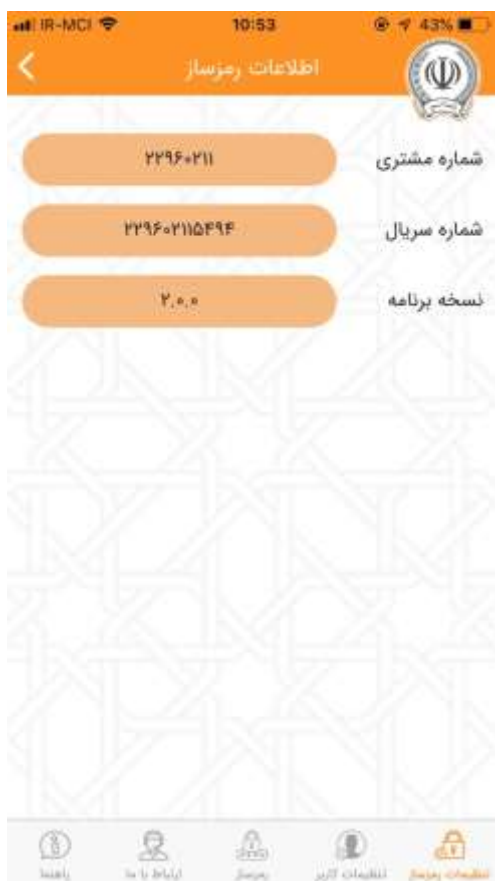 IR-MCI 10:53 43%
اطلاعات رمزساز
شماره مشتری ۲۲۹۶۰۲۱۱
شماره سریال ۲۲۹۶۰۲۱۱۵۴۹۴
نسخه برنامه ۲.۰.۰
تنظیمات رمزساز تنظیمات کاربر رمزساز ارتباط با ما راهنما